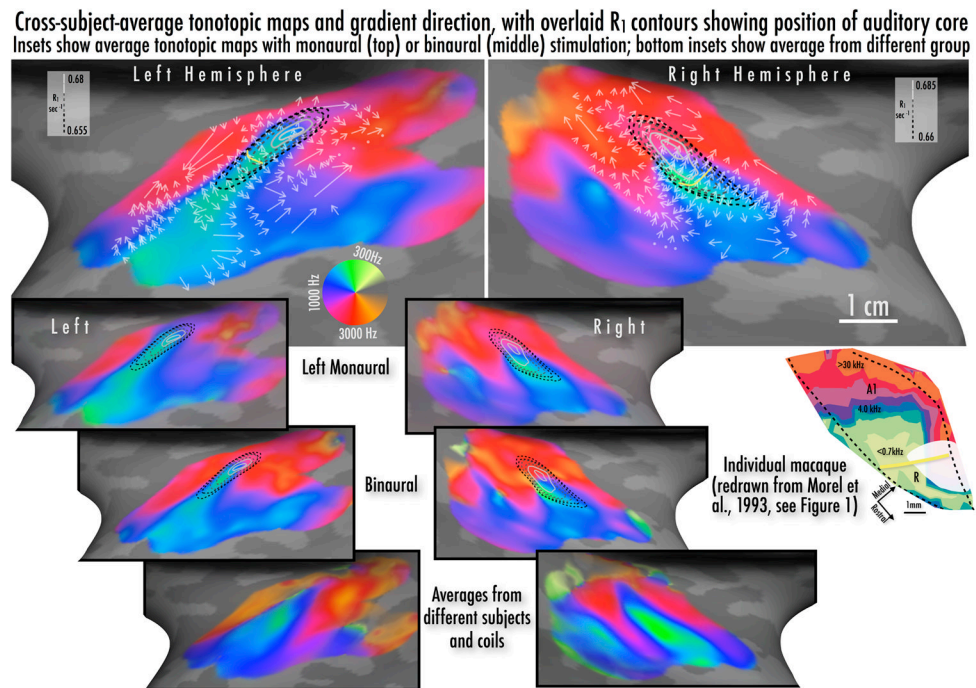 Cross-subject-average tonotopic maps and gradient direction, with overlaid R₁ contours showing position of auditory core
Insets show average tonotopic maps with monaural (top) or binaural (middle) stimulation; bottom insets show average from different group
Left Hemisphere
Right Hemisphere
0.68
R₁
sec⁻¹
0.655
0.685
R₁
sec⁻¹
0.66
300Hz
1000 Hz
3000 Hz
1 cm
Left
Right
Left Monaural
Binaural
Averages from
different subjects
and coils
>30 kHz
A1
4.0 kHz
<0.7kHz
R
Medial
Rostral
1mm
Individual macaque
(redrawn from Morel et
al., 1993, see Figure 1)